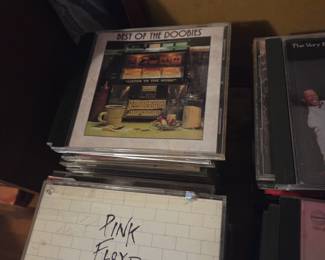 BEST OF THE DOOBIES
The Very
PINK
FLOYD